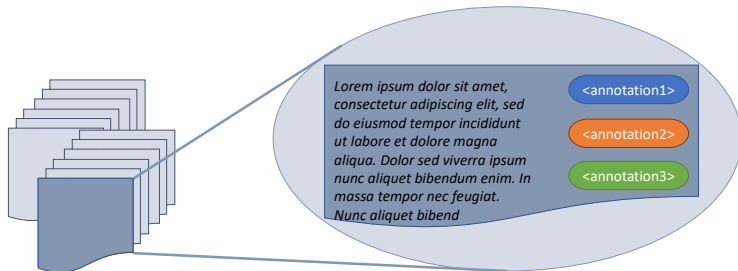 Lorem ipsum dolor sit amet,
consectetur adipiscing elit, sed
do eiusmod tempor incididunt
ut labore et dolore magna
aliqua. Dolor sed viverra ipsum
nunc aliquet bibendum enim. In
massa tempor nec feugiat.
Nunc aliquet bibend
<annotation1>
<annotation2>
<annotation3>